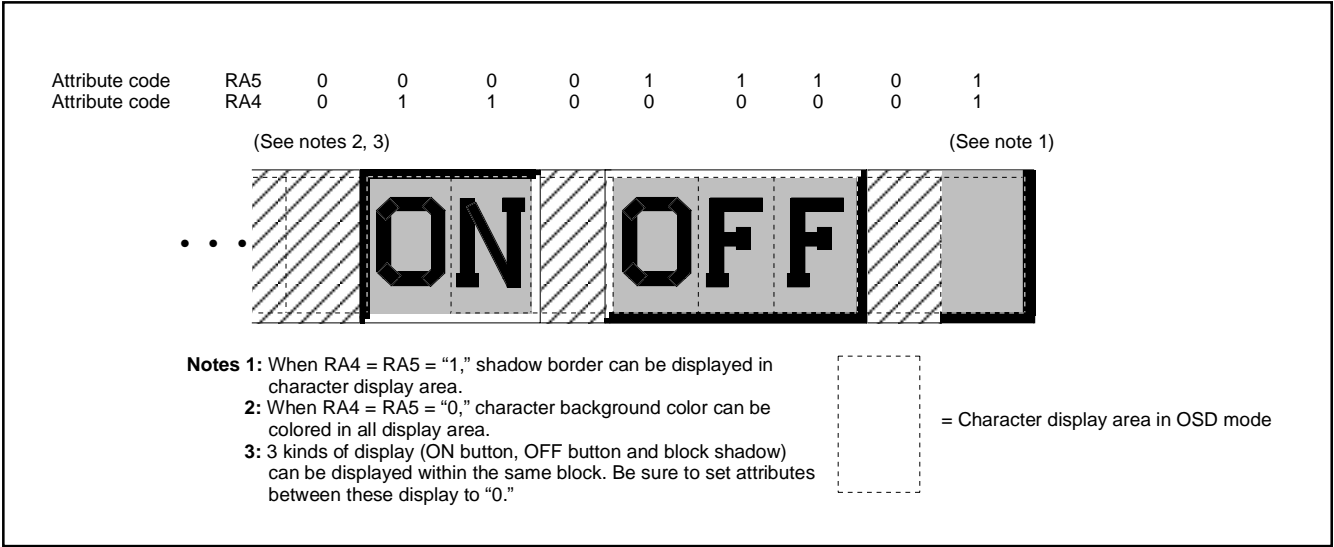 Attribute code RA5 0 0 0 0 1 1 1 0 1
Attribute code RA4 0 1 1 0 0 0 0 0 1
(See notes 2, 3) (See note 1)
• • • ON OFF
Notes 1: When RA4 = RA5 = “1,” shadow border can be displayed in
character display area.
2: When RA4 = RA5 = “0,” character background color can be
colored in all display area.
3: 3 kinds of display (ON button, OFF button and block shadow)
can be displayed within the same block. Be sure to set attributes
between these display to “0.”
= Character display area in OSD mode